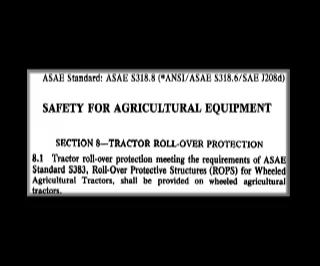 ASAE Standard: ASAE S318.8 (*ANSI/ASAE S318.6/SAE J208d)
SAFETY FOR AGRICULTURAL EQUIPMENT
SECTION 8—TRACTOR ROLL-OVER PROTECTION
8.1 Tractor roll-over protection meeting the requirements of ASAE
Standard S383, Roll-Over Protective Structures (ROPS) for Wheeled
Agricultural Tractors, shall be provided on wheeled agricultural
tractors.